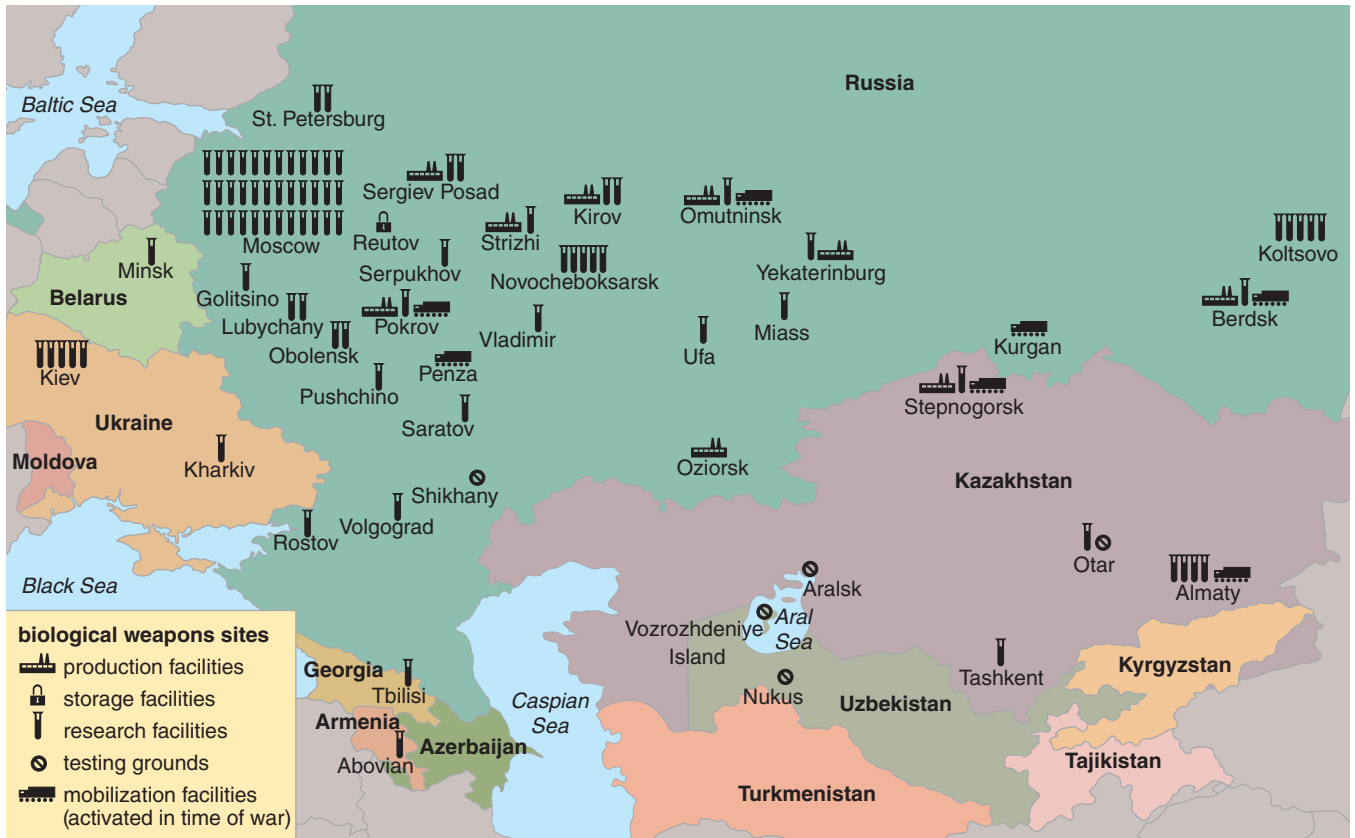 Russia
Baltic Sea
St. Petersburg
Sergiev Posad
Kirov
Omutninsk
Moscow
Reutov
Strizhi
Koltsovo
Minsk
Serpukhov
Novocheboksarsk
Yekaterinburg
Belarus
Golitsino
Lubychany
Pokrov
Vladimir
Miass
Berdsk
Obolensk
Ufa
Kurgan
Kiev
Penza
Pushchino
Stepnogorsk
Ukraine
Saratov
Moldova
Kharkiv
Oziorsk
Kazakhstan
Shikhany
Volgograd
Rostov
Otar
Black Sea
Aralsk
Almaty
Vozrozhdeniye
Island
Aral
Sea
Georgia
Tbilisi
Tashkent
Kyrgyzstan
Caspian
Sea
Nukus
Uzbekistan
Armenia
Azerbaijan
Abovian
Tajikistan
Turkmenistan
biological weapons sites
production facilities
storage facilities
research facilities
testing grounds
mobilization facilities
(activated in time of war)